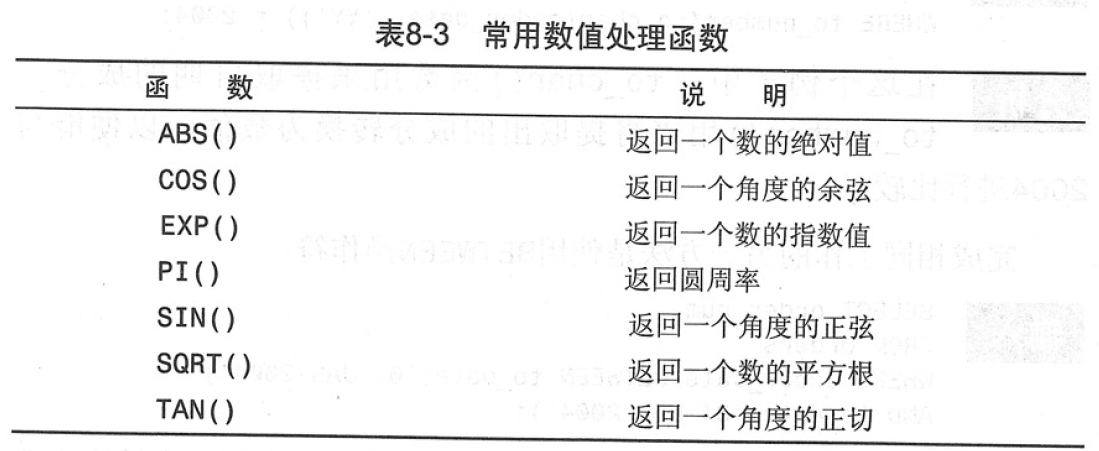 表8-3 常用数值处理函数
函 数 说 明
ABS() 返回一个数的绝对值
COS() 返回一个角度的余弦
EXP() 返回一个数的指数值
PI() 返回圆周率
SIN() 返回一个角度的正弦
SQRT() 返回一个数的平方根
TAN() 返回一个角度的正切